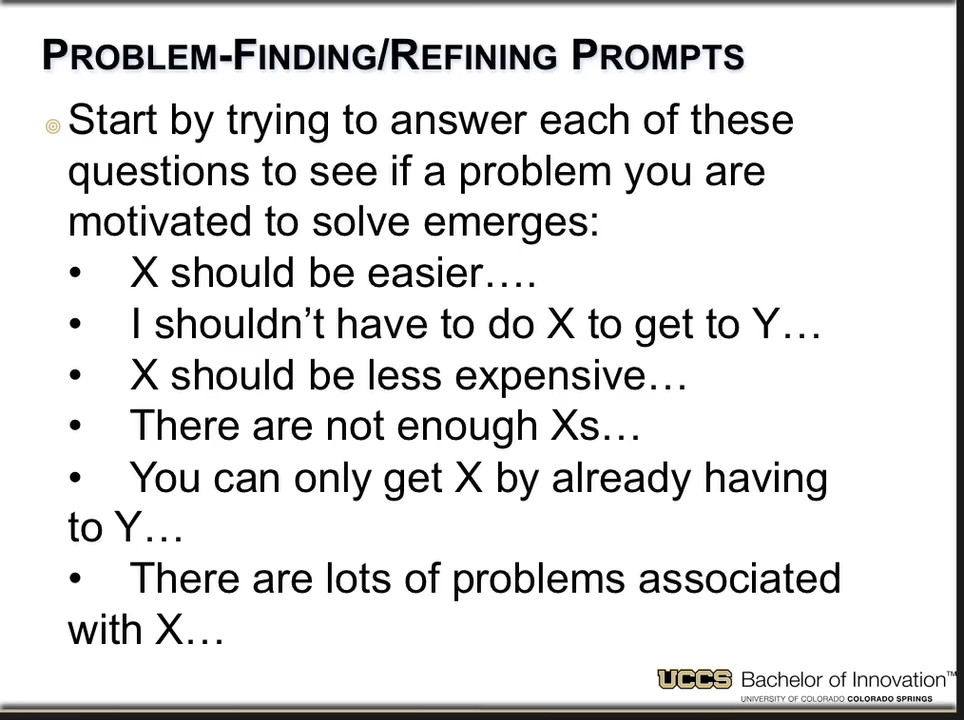 PROBLEM-FINDING/REFINING PROMPTS
Start by trying to answer each of these
questions to see if a problem you are
motivated to solve emerges:
• X should be easier….
• I shouldn’t have to do X to get to Y…
• X should be less expensive…
• There are not enough Xs…
• You can only get X by already having
to Y…
• There are lots of problems associated
with X…
UCCS Bachelor of Innovation™
UNIVERSITY OF COLORADO COLORADO SPRINGS